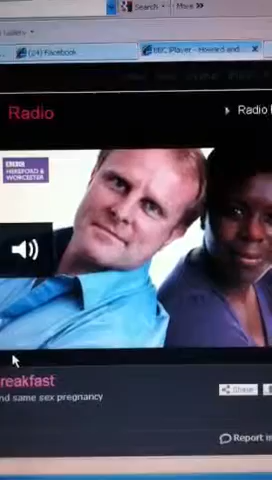 Search
More »
Gallery
(24) Facebook
BBC iPlayer - Howard and
Radio
Radio
BBC
HEREFORD &
WORCESTER
reakfast
nd same sex pregnancy
Share
Report